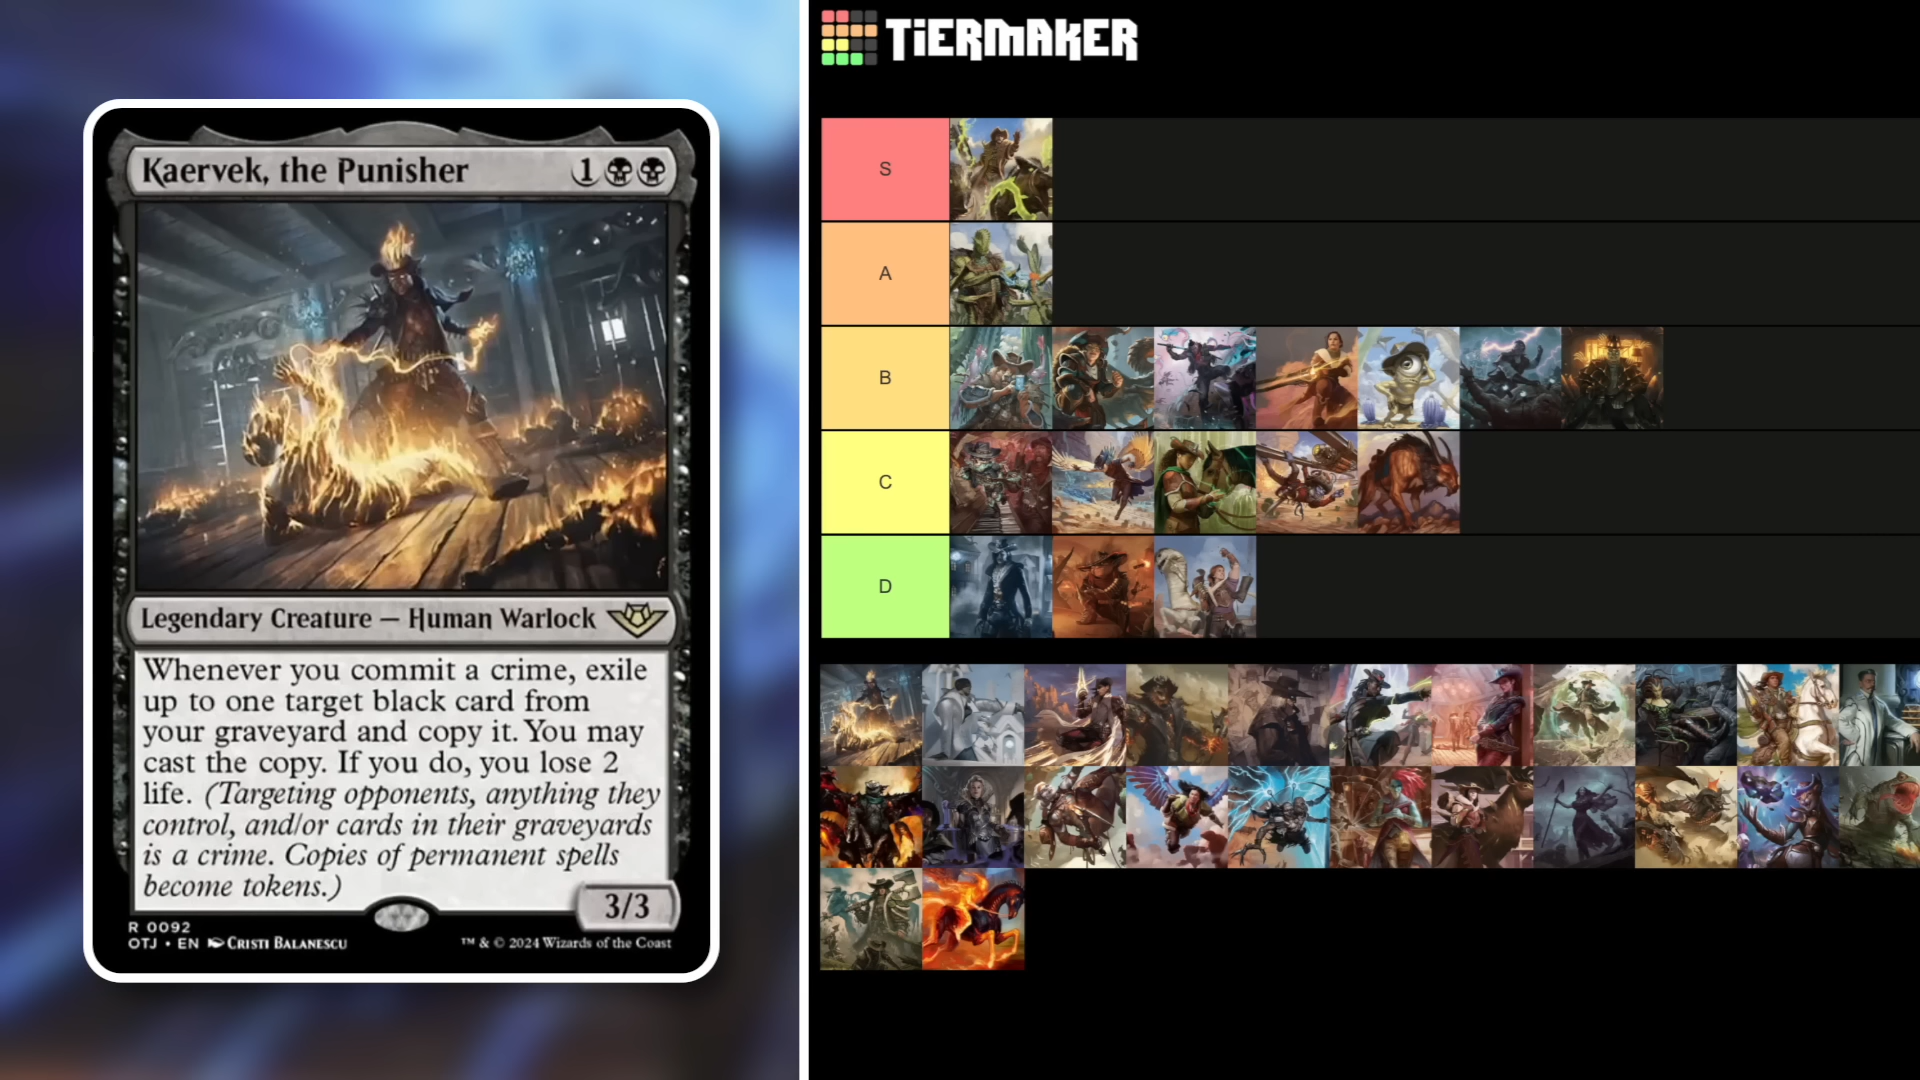 Kaervek, the Punisher 1
Legendary Creature — Human Warlock
Whenever you commit a crime, exile
up to one target black card from
your graveyard and copy it. You may
cast the copy. If you do, you lose 2
life. (Targeting opponents, anything they
control, and/or cards in their graveyards
is a crime. Copies of permanent spells
become tokens.)
3/3
R 0092
OTJ • EN CRISTI BALANESCU
™ & © 2024 Wizards of the Coast
TiERMAKER
S
A
B
C
D